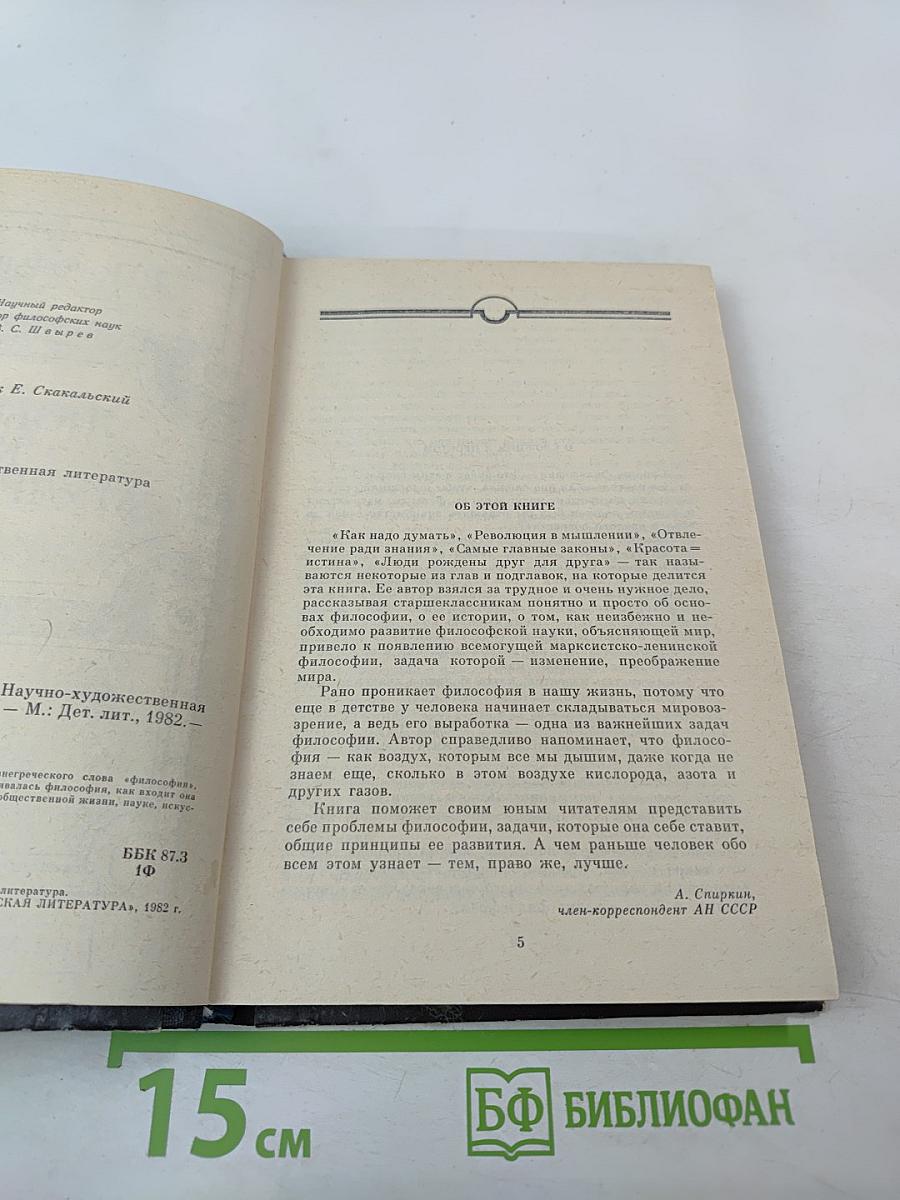 Научный редактор
ор философских наук
В. С. Швырев
к Е. Скакальский
твенная литература
Научно-художественная
— М.: Дет. лит., 1982.—
негреческого слова «философия».
ивалась философия, как входит она
общественной жизни, науке, искус-
ББК 87.3
1Ф
литература.
СКАЯ ЛИТЕРАТУРА», 1982 г.
ОБ ЭТОЙ КНИГЕ
«Как надо думать», «Революция в мышлении», «Отвле-
чение ради знания», «Самые главные законы», «Красота=
истина», «Люди рождены друг для друга» — так назы-
ваются некоторые из глав и подглавок, на которые делится
эта книга. Ее автор взялся за трудное и очень нужное дело,
рассказывая старшеклассникам понятно и просто об осно-
вах философии, о ее истории, о том, как неизбежно и не-
обходимо развитие философской науки, объясняющей мир,
привело к появлению всемогущей марксистско-ленинской
философии, задача которой — изменение, преображение
мира.
Рано проникает философия в нашу жизнь, потому что
еще в детстве у человека начинает складываться мировоз-
зрение, а ведь его выработка — одна из важнейших задач
философии. Автор справедливо напоминает, что филосо-
фия — как воздух, которым все мы дышим, даже когда не
знаем еще, сколько в этом воздухе кислорода, азота и
других газов.
Книга поможет своим юным читателям представить
себе проблемы философии, задачи, которые она себе ставит,
общие принципы ее развития. А чем раньше человек обо
всем этом узнает — тем, право же, лучше.
А. Спиркин,
член-корреспондент АН СССР
5
15 см
БФ БИБЛИОФАН